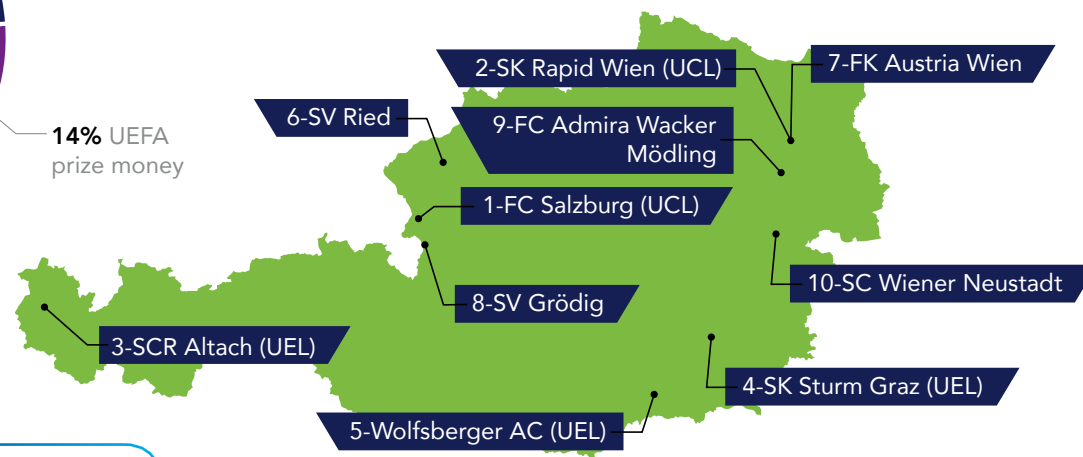 2-SK Rapid Wien (UCL)
7-FK Austria Wien
6-SV Ried
9-FC Admira Wacker
Mödling
14% UEFA
prize money
1-FC Salzburg (UCL)
10-SC Wiener Neustadt
8-SV Grödig
3-SCR Altach (UEL)
4-SK Sturm Graz (UEL)
5-Wolfsberger AC (UEL)